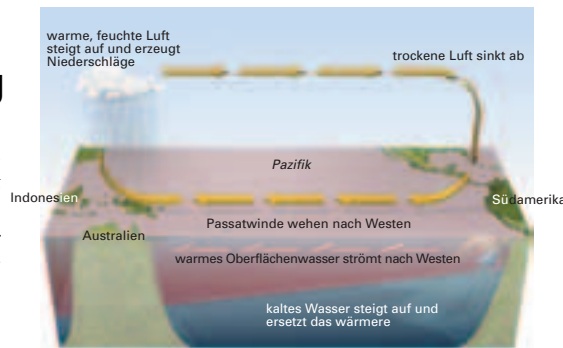 warme, feuchte Luft
steigt auf und erzeugt
Niederschläge
trockene Luft sinkt ab
Pazifik
Indonesien
Südamerika
Passatwinde wehen nach Westen
Australien
warmes Oberflächenwasser strömt nach Westen
kaltes Wasser steigt auf und
ersetzt das wärmere